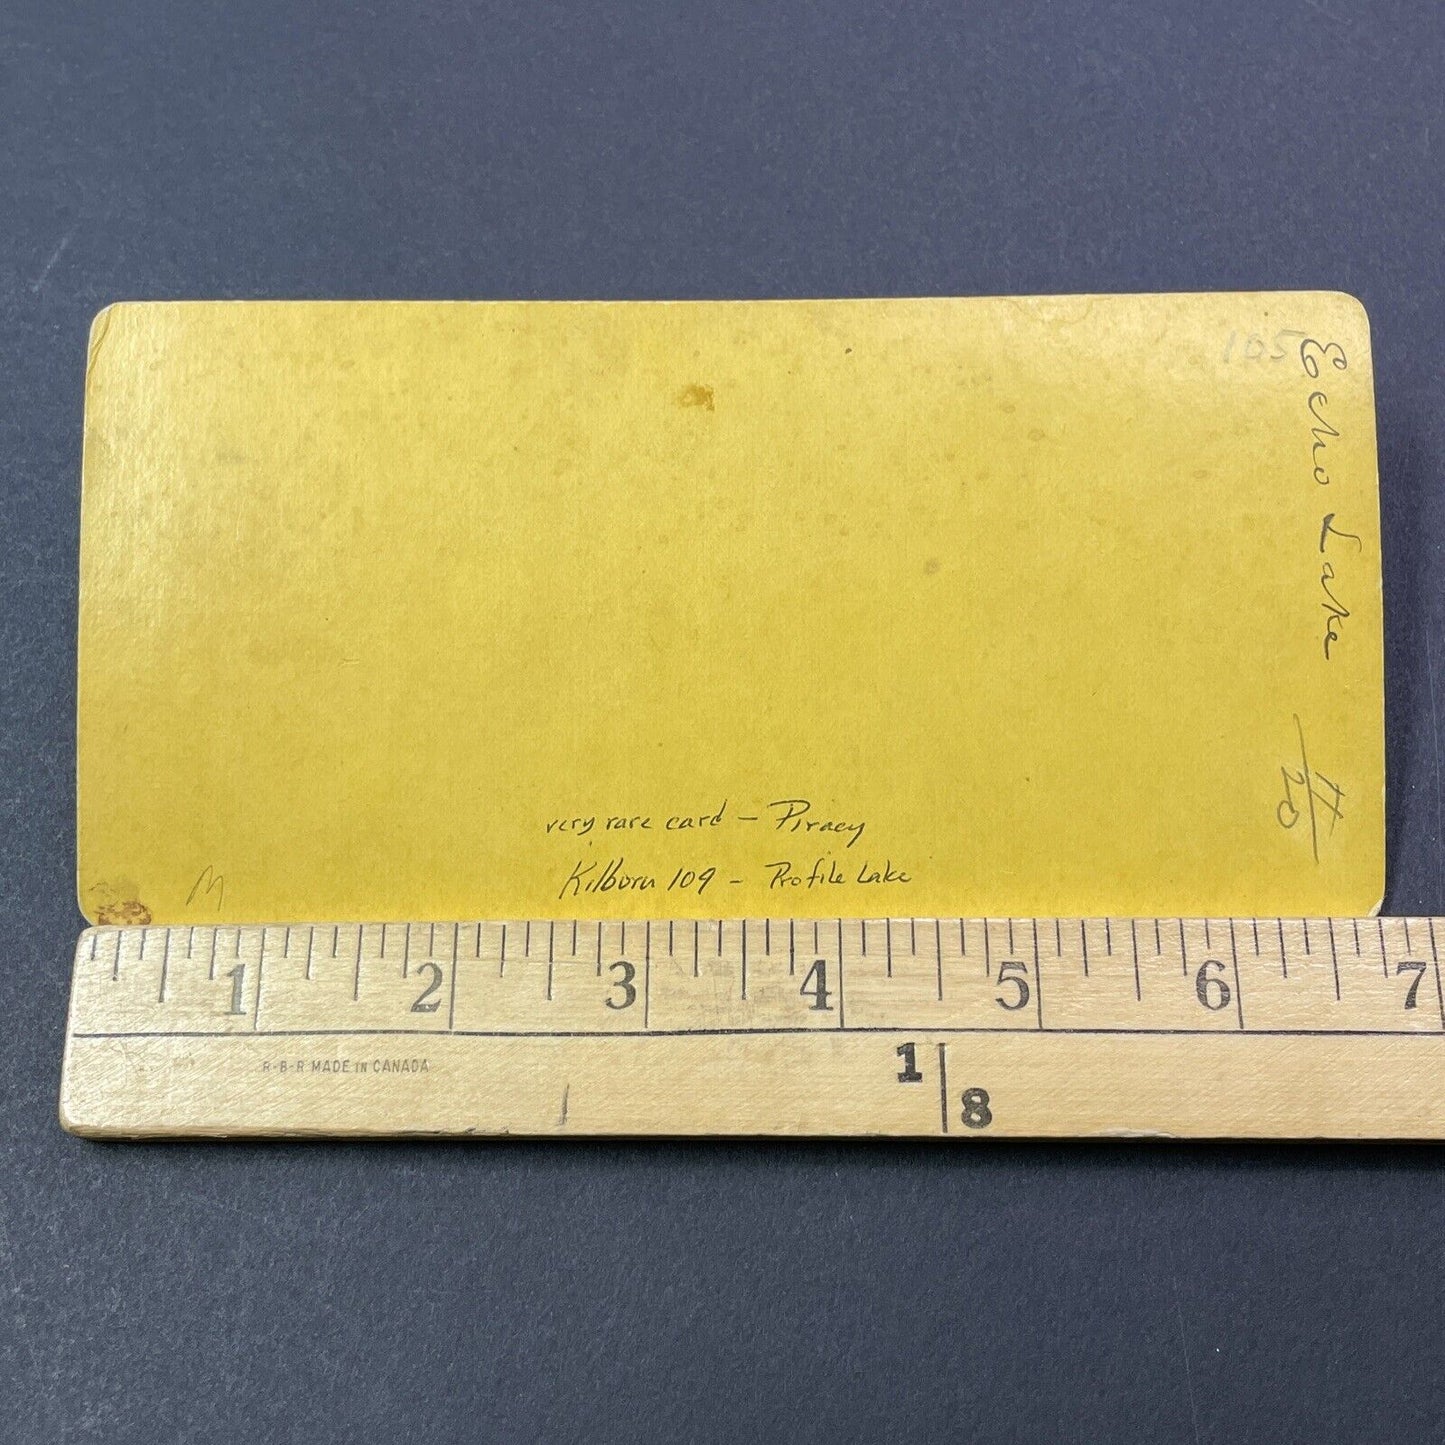 105
Echo Lake
H
20
very rare card – Piracy
Kilburn 109 – Profile Lake
M
1 2 3 4 5 6 7
R-B-R MADE IN CANADA
1
8